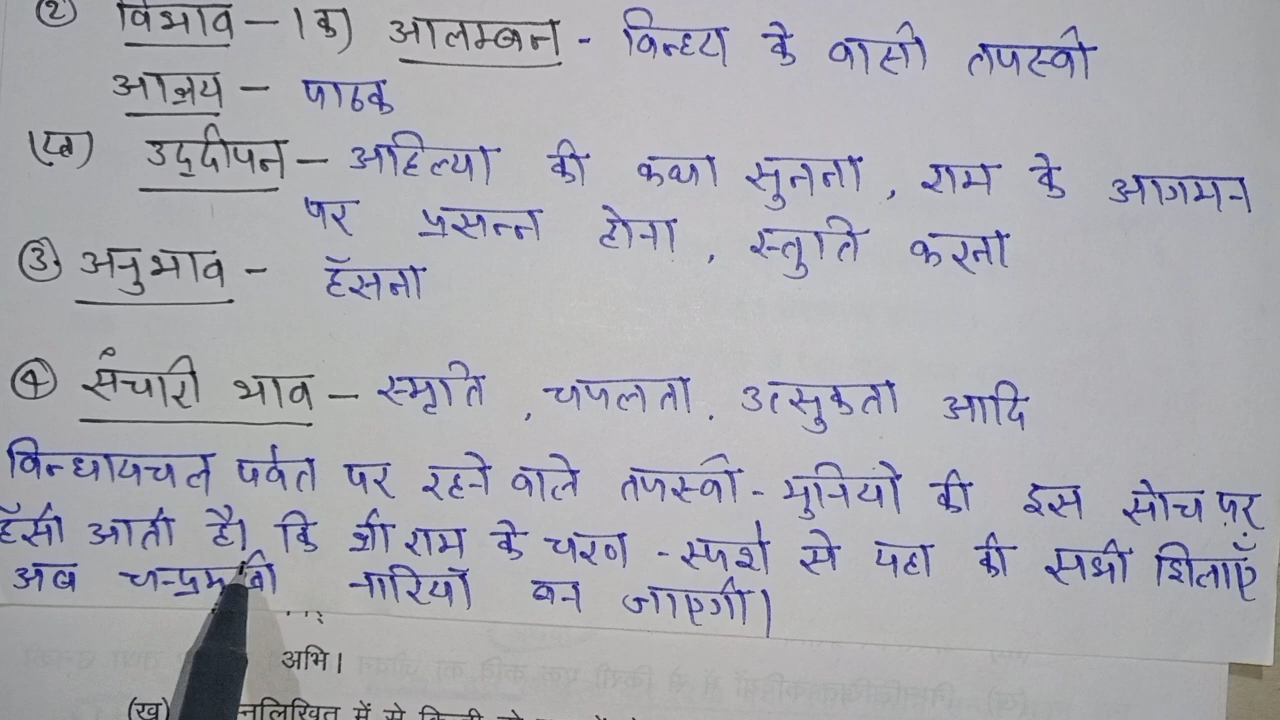 ② विभाव – (क) आलम्बन - विन्ध्य के वासी तपस्वी
आश्रय – पाठक
(ख) उद्दीपन – अहिल्या की कथा सुनना, राम के आगमन
पर प्रसन्न होना, स्तुति करना
③ अनुभाव - हँसना
④ संचारी भाव – स्मृति, चपलता, उत्सुकता आदि
विन्धायचल पर्वत पर रहने वाले तपस्वी - मुनियों की इस सोच पर
हँसी आती है। कि श्री राम के चरण - स्पर्श से यहा की सभी शिलाएँ
अब चन्द्रमुखी नारियाँ बन जाएगी।
अभि।
(ख) में से किसी